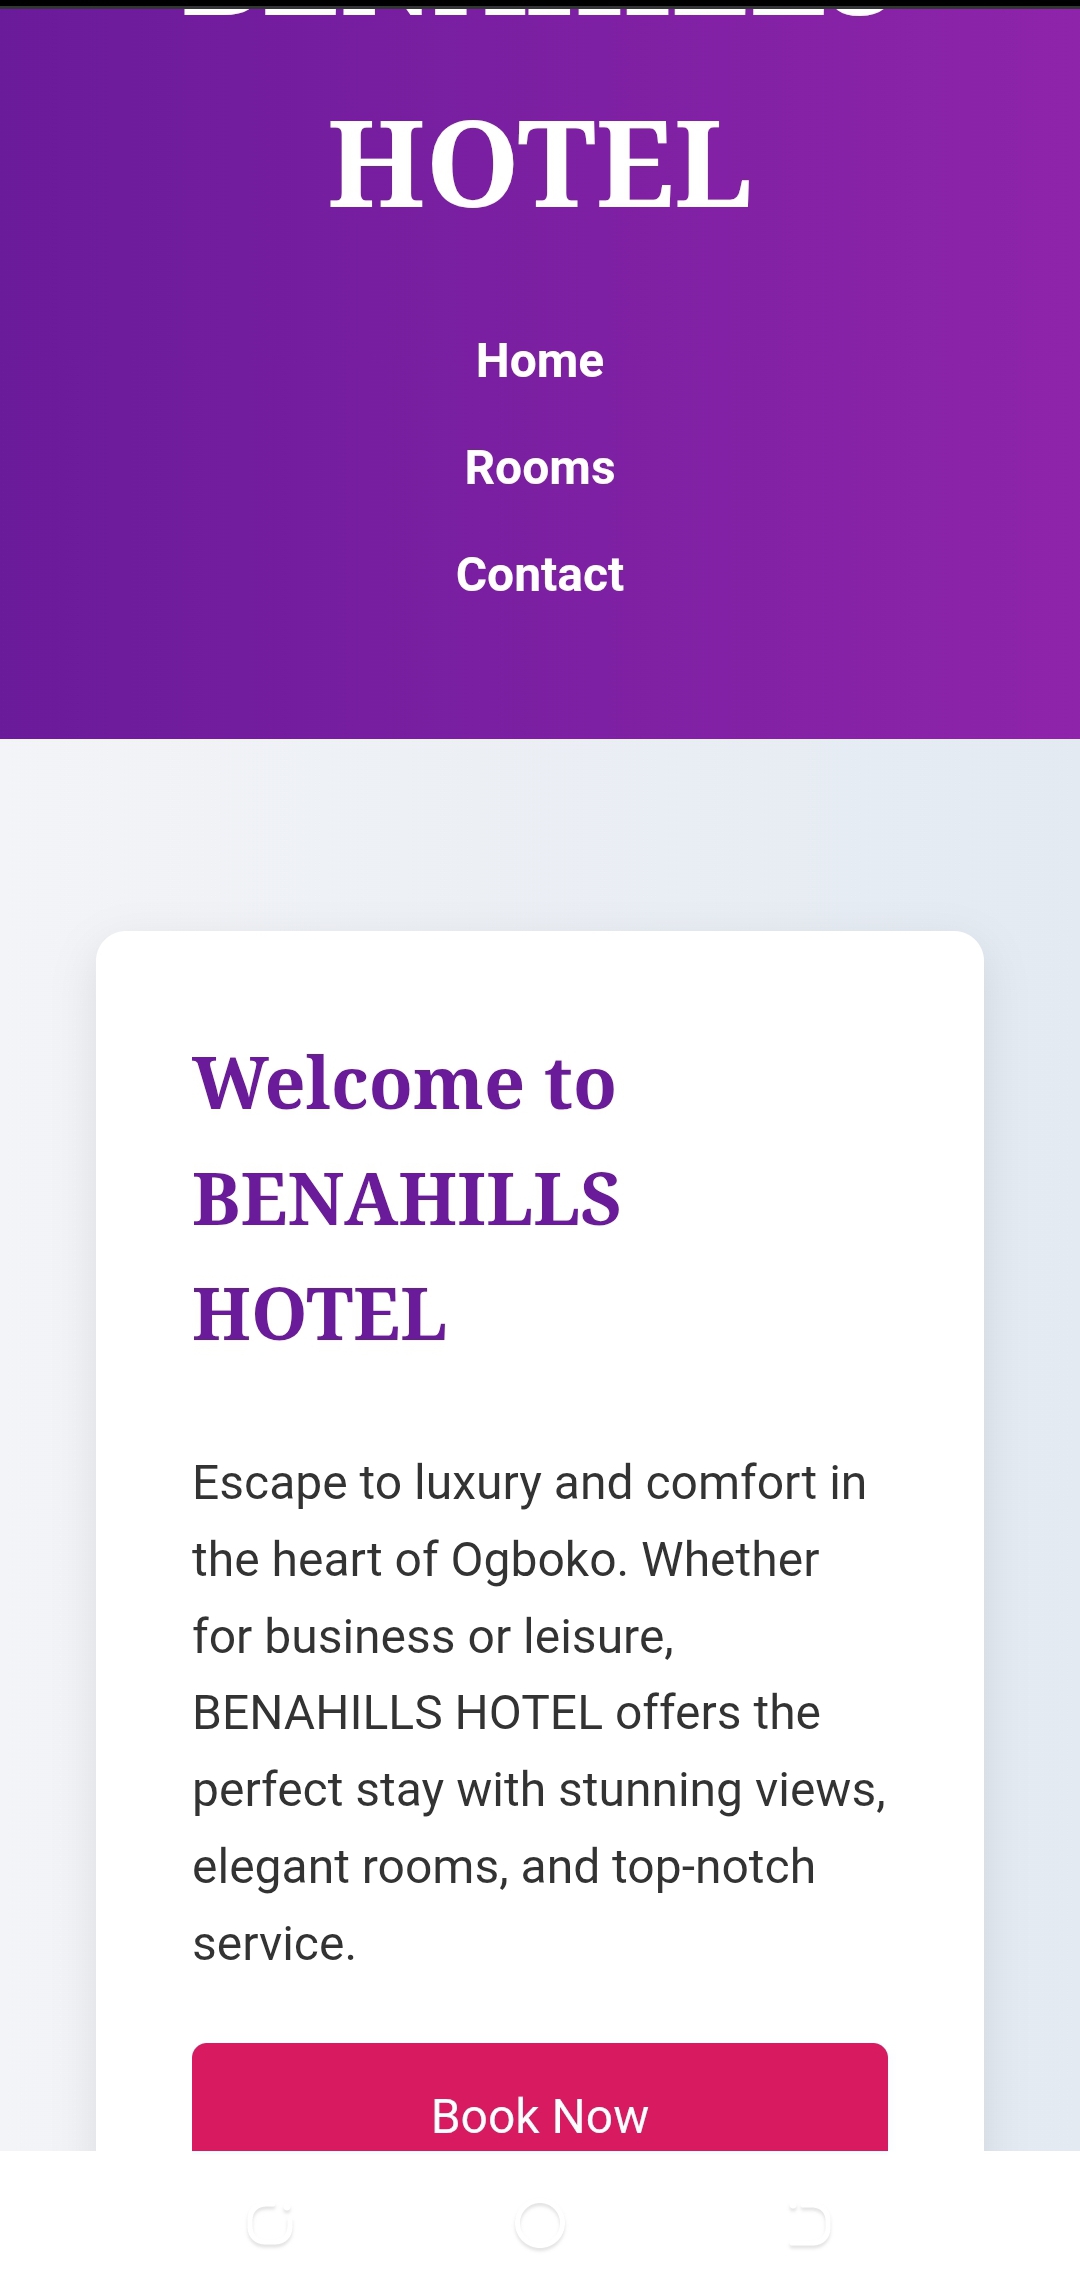 HOTEL
Home
Rooms
Contact
Welcome to
BENAHILLS
HOTEL
Escape to luxury and comfort in
the heart of Ogboko. Whether
for business or leisure,
BENAHILLS HOTEL offers the
perfect stay with stunning views,
elegant rooms, and top-notch
service.
Book Now